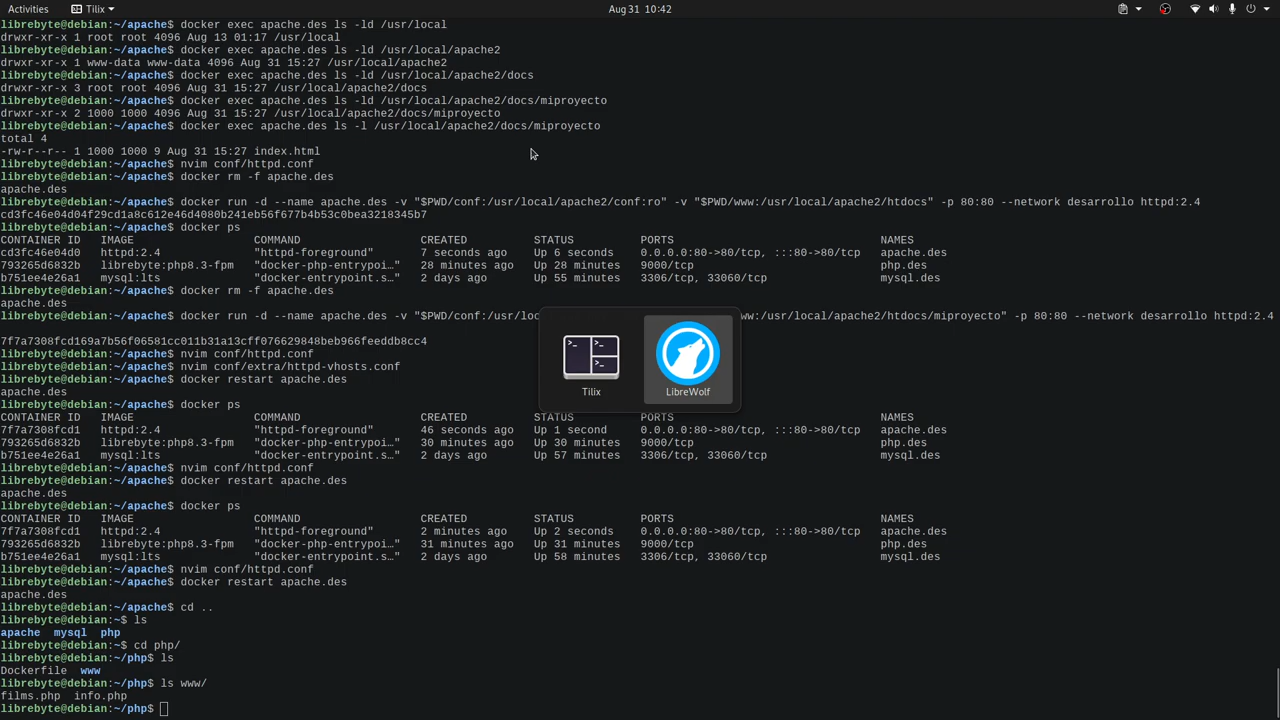 Activities Tilix Aug 31 10:42
librebyte@debian:~/apache$ docker exec apache.des ls -ld /usr/local
drwxr-xr-x 1 root root 4096 Aug 13 01:17 /usr/local
librebyte@debian:~/apache$ docker exec apache.des ls -ld /usr/local/apache2
drwxr-xr-x 1 www-data www-data 4096 Aug 31 15:27 /usr/local/apache2
librebyte@debian:~/apache$ docker exec apache.des ls -ld /usr/local/apache2/docs
drwxr-xr-x 3 root root 4096 Aug 31 15:27 /usr/local/apache2/docs
librebyte@debian:~/apache$ docker exec apache.des ls -ld /usr/local/apache2/docs/miproyecto
drwxr-xr-x 2 1000 1000 4096 Aug 31 15:27 /usr/local/apache2/docs/miproyecto
librebyte@debian:~/apache$ docker exec apache.des ls -l /usr/local/apache2/docs/miproyecto
total 4
-rw-r--r-- 1 1000 1000 9 Aug 31 15:27 index.html
librebyte@debian:~/apache$ nvim conf/httpd.conf
librebyte@debian:~/apache$ docker rm -f apache.des
apache.des
librebyte@debian:~/apache$ docker run -d --name apache.des -v "$PWD/conf:/usr/local/apache2/conf:ro" -v "$PWD/www:/usr/local/apache2/htdocs" -p 80:80 --network desarrollo httpd:2.4
cd3fc46e04d04f29cd1a8c612e46d4080b241eb56f677b4b53c0bea3218345b7
librebyte@debian:~/apache$ docker ps
CONTAINER ID IMAGE COMMAND CREATED STATUS PORTS NAMES
cd3fc46e04d0 httpd:2.4 "httpd-foreground" 7 seconds ago Up 6 seconds 0.0.0.0:80->80/tcp, :::80->80/tcp apache.des
793265d6832b librebyte:php8.3-fpm "docker-php-entrypoi…" 28 minutes ago Up 28 minutes 9000/tcp php.des
b751ee4e26a1 mysql:lts "docker-entrypoint.s…" 2 days ago Up 55 minutes 3306/tcp, 33060/tcp mysql.des
librebyte@debian:~/apache$ docker rm -f apache.des
apache.des
librebyte@debian:~/apache$ docker run -d --name apache.des -v "$PWD/conf:/usr/loc ww:/usr/local/apache2/htdocs/miproyecto" -p 80:80 --network desarrollo httpd:2.4
7f7a7308fcd169a7b56f06581cc011b31a13cff076629848beb966feeddb8cc4
librebyte@debian:~/apache$ nvim conf/httpd.conf
librebyte@debian:~/apache$ nvim conf/extra/httpd-vhosts.conf
librebyte@debian:~/apache$ docker restart apache.des
apache.des
Tilix LibreWolf
librebyte@debian:~/apache$ docker ps
CONTAINER ID IMAGE COMMAND CREATED STATUS PORTS NAMES
7f7a7308fcd1 httpd:2.4 "httpd-foreground" 46 seconds ago Up 1 second 0.0.0.0:80->80/tcp, :::80->80/tcp apache.des
793265d6832b librebyte:php8.3-fpm "docker-php-entrypoi…" 30 minutes ago Up 30 minutes 9000/tcp php.des
b751ee4e26a1 mysql:lts "docker-entrypoint.s…" 2 days ago Up 57 minutes 3306/tcp, 33060/tcp mysql.des
librebyte@debian:~/apache$ nvim conf/httpd.conf
librebyte@debian:~/apache$ docker restart apache.des
apache.des
librebyte@debian:~/apache$ docker ps
CONTAINER ID IMAGE COMMAND CREATED STATUS PORTS NAMES
7f7a7308fcd1 httpd:2.4 "httpd-foreground" 2 minutes ago Up 2 seconds 0.0.0.0:80->80/tcp, :::80->80/tcp apache.des
793265d6832b librebyte:php8.3-fpm "docker-php-entrypoi…" 31 minutes ago Up 31 minutes 9000/tcp php.des
b751ee4e26a1 mysql:lts "docker-entrypoint.s…" 2 days ago Up 58 minutes 3306/tcp, 33060/tcp mysql.des
librebyte@debian:~/apache$ nvim conf/httpd.conf
librebyte@debian:~/apache$ docker restart apache.des
apache.des
librebyte@debian:~/apache$ cd ..
librebyte@debian:~$ ls
apache mysql php
librebyte@debian:~$ cd php/
librebyte@debian:~/php$ ls
Dockerfile www
librebyte@debian:~/php$ ls www/
films.php info.php
librebyte@debian:~/php$